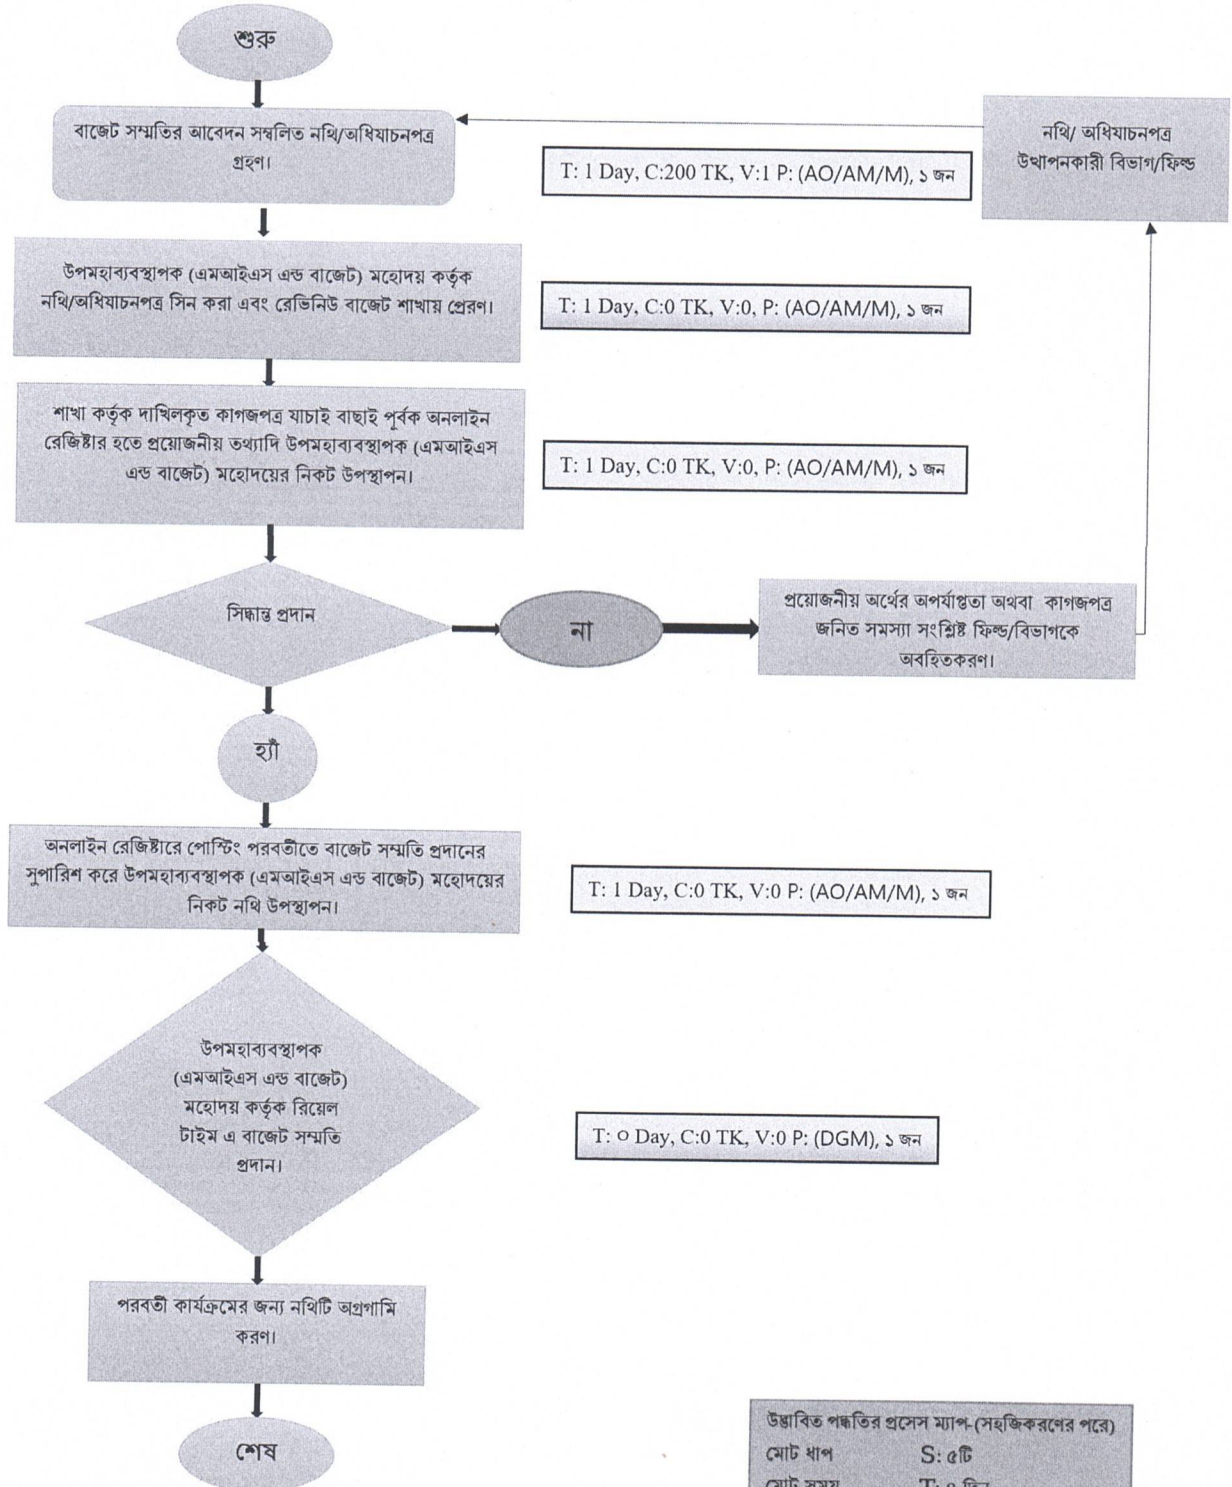 শুরু
বাজেট সম্মতির আবেদন সম্বলিত নথি/অধিযাচনপত্র
গ্রহণ।
নথি/ অধিযাচনপত্র
উত্থাপনকারী বিভাগ/ফিল্ড
T: 1 Day, C:200 TK, V:1 P: (AO/AM/M), ১ জন
উপমহাব্যবস্থাপক (এমআইএস এন্ড বাজেট) মহোদয় কর্তৃক
নথি/অধিযাচনপত্র সিন করা এবং রেভিনিউ বাজেট শাখায় প্রেরণ।
T: 1 Day, C:0 TK, V:0, P: (AO/AM/M), ১ জন
শাখা কর্তৃক দাখিলকৃত কাগজপত্র যাচাই বাছাই পূর্বক অনলাইন
রেজিষ্টার হতে প্রয়োজনীয় তথ্যাদি উপমহাব্যবস্থাপক (এমআইএস
এন্ড বাজেট) মহোদয়ের নিকট উপস্থাপন।
T: 1 Day, C:0 TK, V:0, P: (AO/AM/M), ১ জন
সিদ্ধান্ত প্রদান
না
প্রয়োজনীয় অর্থের অপর্যাপ্ততা অথবা কাগজপত্র
জনিত সমস্যা সংশ্লিষ্ট ফিল্ড/বিভাগকে
অবহিতকরণ।
হ্যাঁ
অনলাইন রেজিষ্টারে পোস্টিং পরবর্তীতে বাজেট সম্মতি প্রদানের
সুপারিশ করে উপমহাব্যবস্থাপক (এমআইএস এন্ড বাজেট) মহোদয়ের
নিকট নথি উপস্থাপন।
T: 1 Day, C:0 TK, V:0 P: (AO/AM/M), ১ জন
উপমহাব্যবস্থাপক
(এমআইএস এন্ড বাজেট)
মহোদয় কর্তৃক রিয়েল
টাইম এ বাজেট সম্মতি
প্রদান।
T: ০ Day, C:0 TK, V:0 P: (DGM), ১ জন
পরবর্তী কার্যক্রমের জন্য নথিটি অগ্রগামি
করণ।
শেষ
উদ্ভাবিত পদ্ধতির প্রসেস ম্যাপ-(সহজিকরণের পরে)
মোট ধাপ S: ৫টি
মোট সময় T: